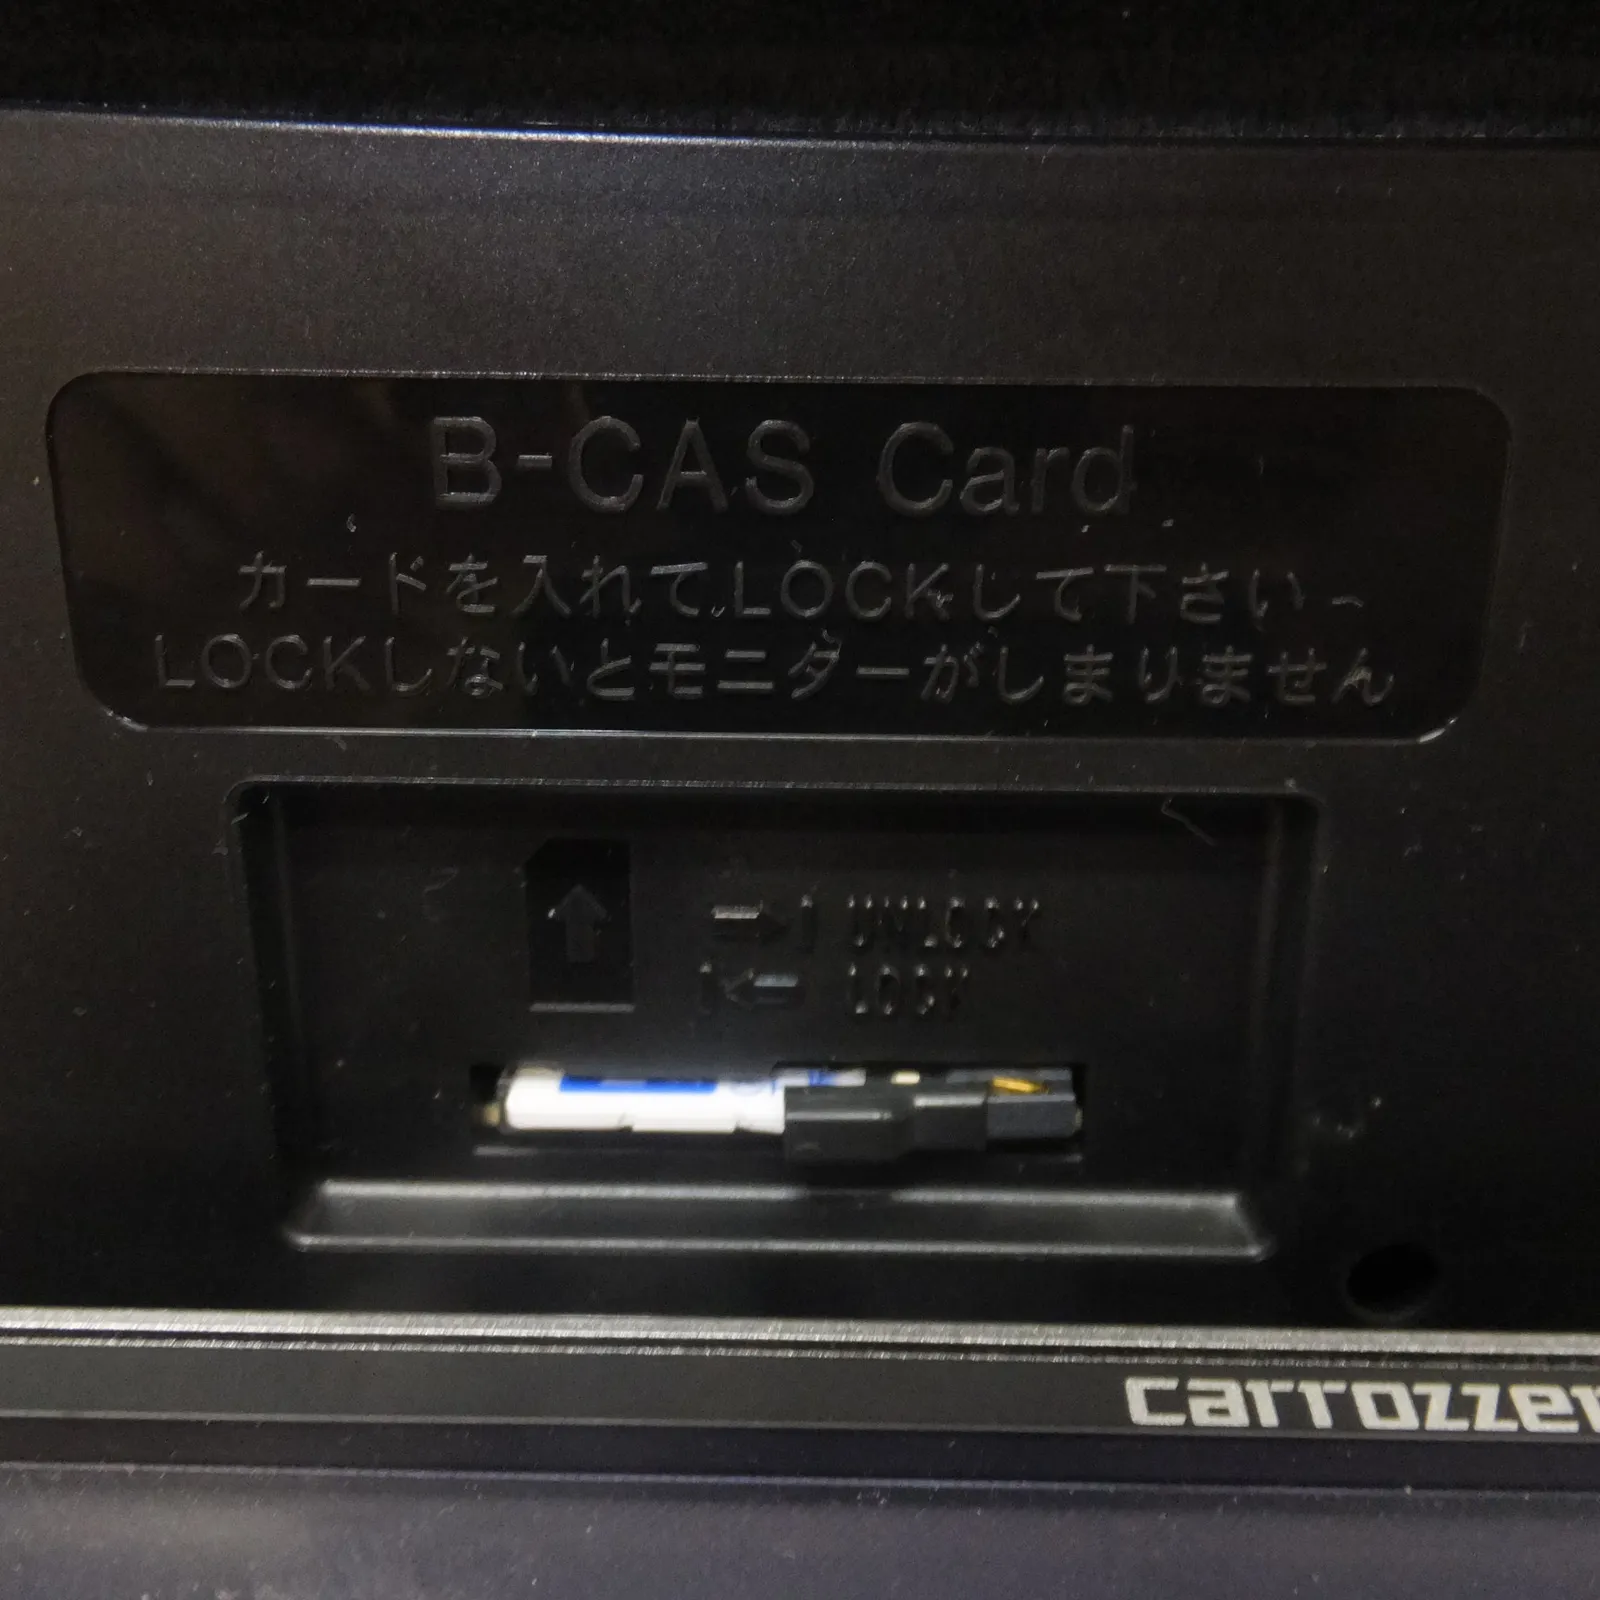 B-CAS Card
カードを入れてLOCKして下さい
LOCKしないとモニターがしまりません
UNLOCK
LOCK
carrozzer